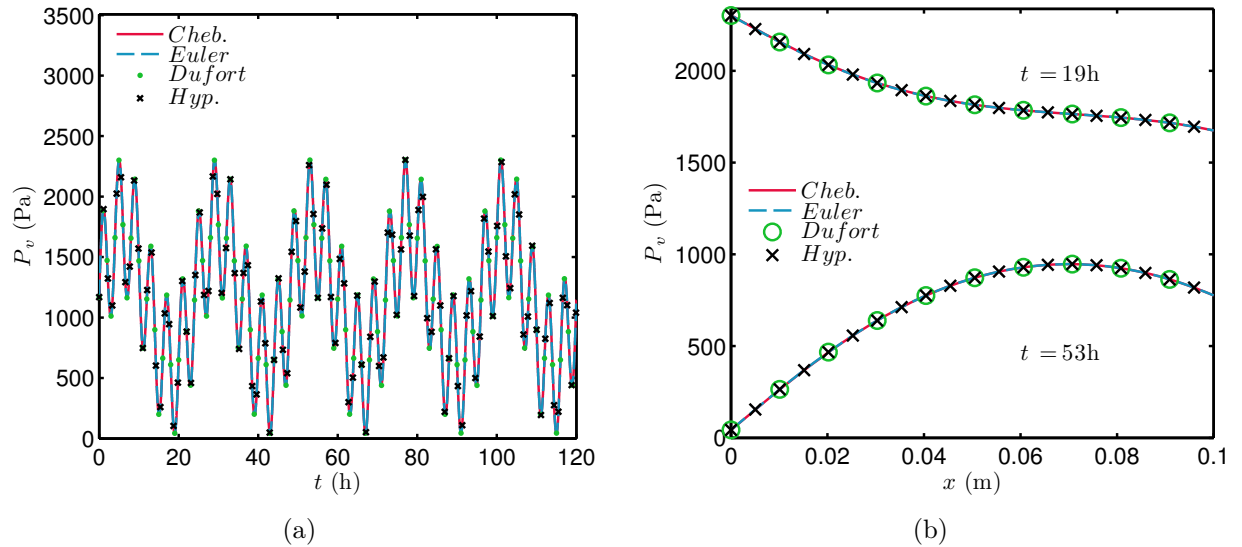 3500
3000
2500
2000
1500
1000
500
0
P_v (Pa)
Cheb.
Euler
Dufort
Hyp.
0 20 40 60 80 100 120
t (h)
(a)
2000
1500
1000
500
0
P_v (Pa)
t = 19h
Cheb.
Euler
Dufort
Hyp.
t = 53h
0 0.02 0.04 0.06 0.08 0.1
x (m)
(b)